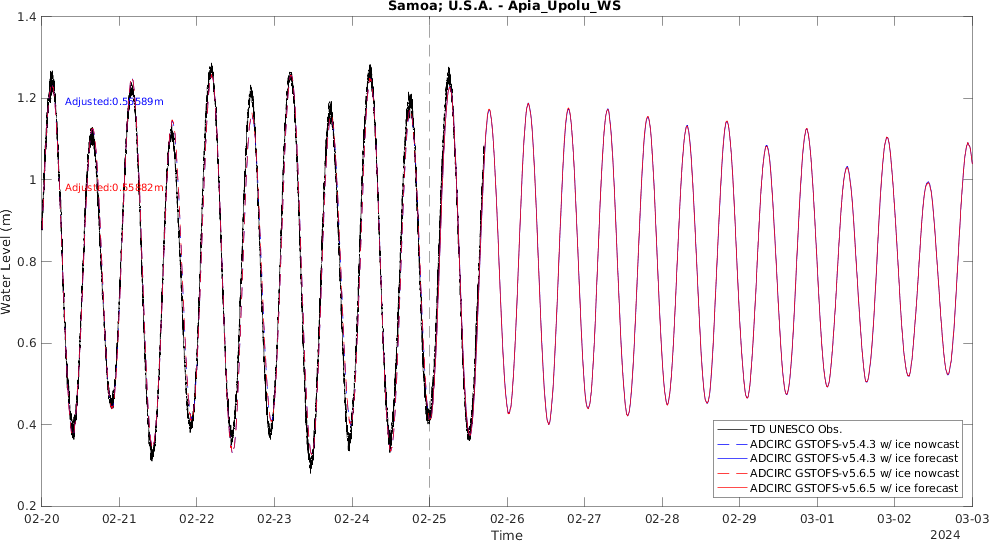 Samoa; U.S.A. - Apia_Upolu_WS
1.4
1.2
1
0.8
0.6
0.4
0.2
Water Level (m)
Adjusted:0.55589m
Adjusted:0.55882m
TD UNESCO Obs.
ADCIRC GSTOFS-v5.4.3 w/ ice nowcast
ADCIRC GSTOFS-v5.4.3 w/ ice forecast
ADCIRC GSTOFS-v5.6.5 w/ ice nowcast
ADCIRC GSTOFS-v5.6.5 w/ ice forecast
02-20 02-21 02-22 02-23 02-24 02-25 02-26 02-27 02-28 02-29 03-01 03-02 03-03
Time
2024